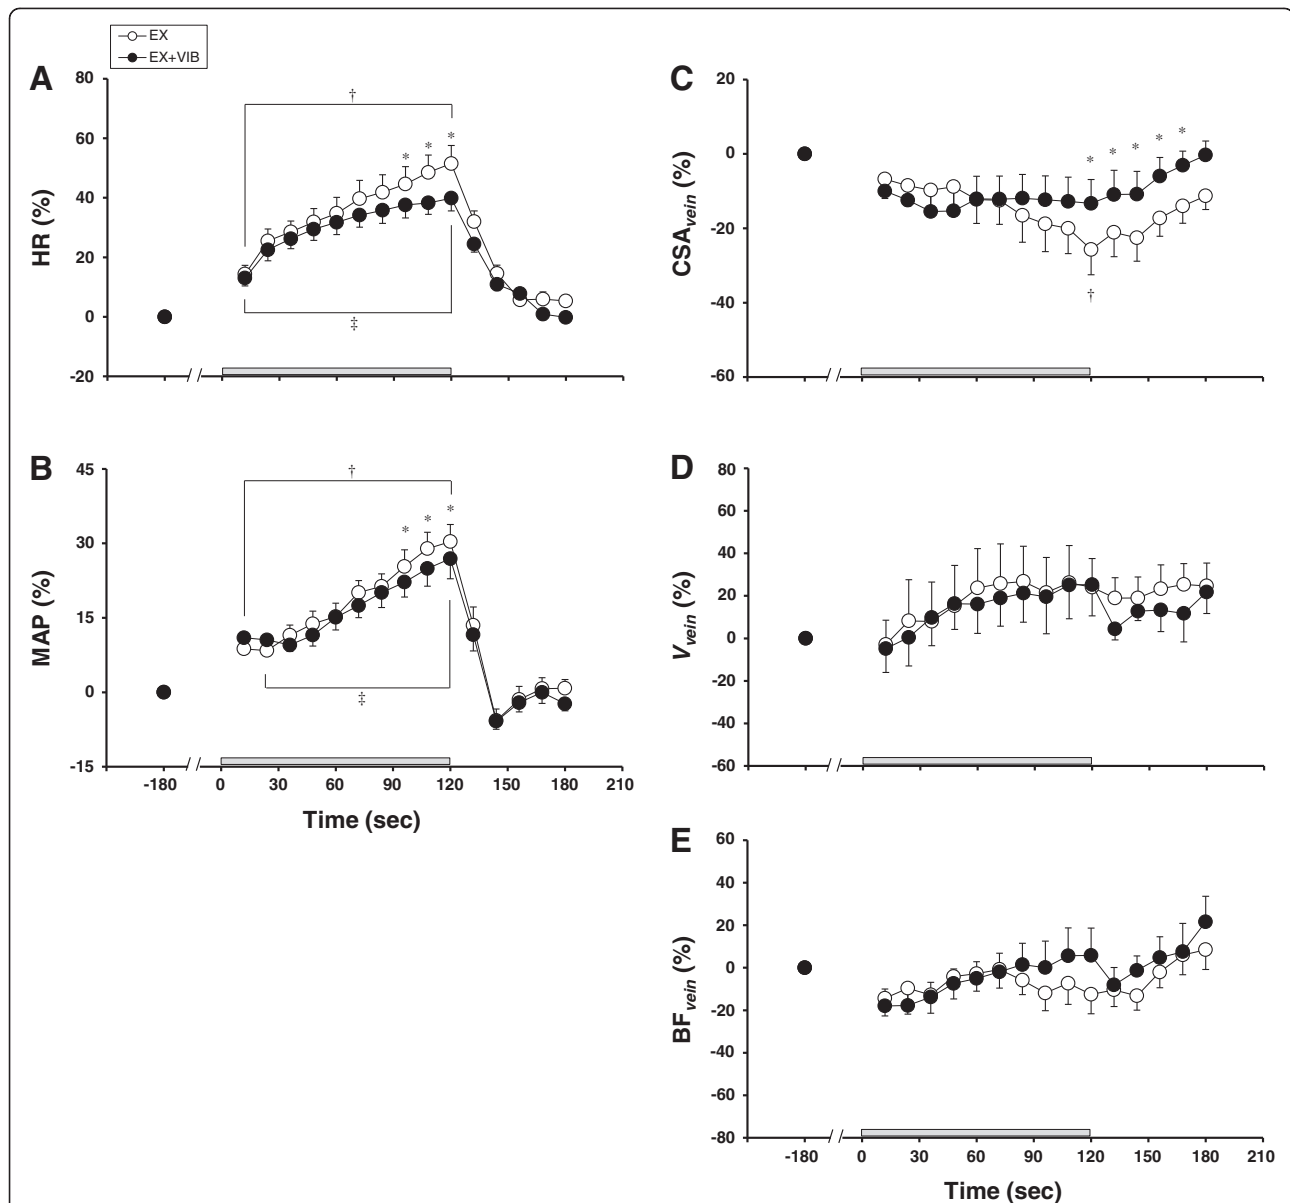 EX
EX+VIB
A
80
60
40
20
0
-20
HR (%)
†
* * *
‡
B
45
30
15
0
-15
MAP (%)
†
* * *
‡
-180 0 30 60 90 120 150 180 210
Time (sec)
C
20
0
-20
-40
-60
CSAvein (%)
* * * * *
†
D
80
60
40
20
0
-20
-40
-60
Vvein (%)
E
60
40
20
0
-20
-40
-60
-80
BFvein (%)
-180 0 30 60 90 120 150 180 210
Time (sec)